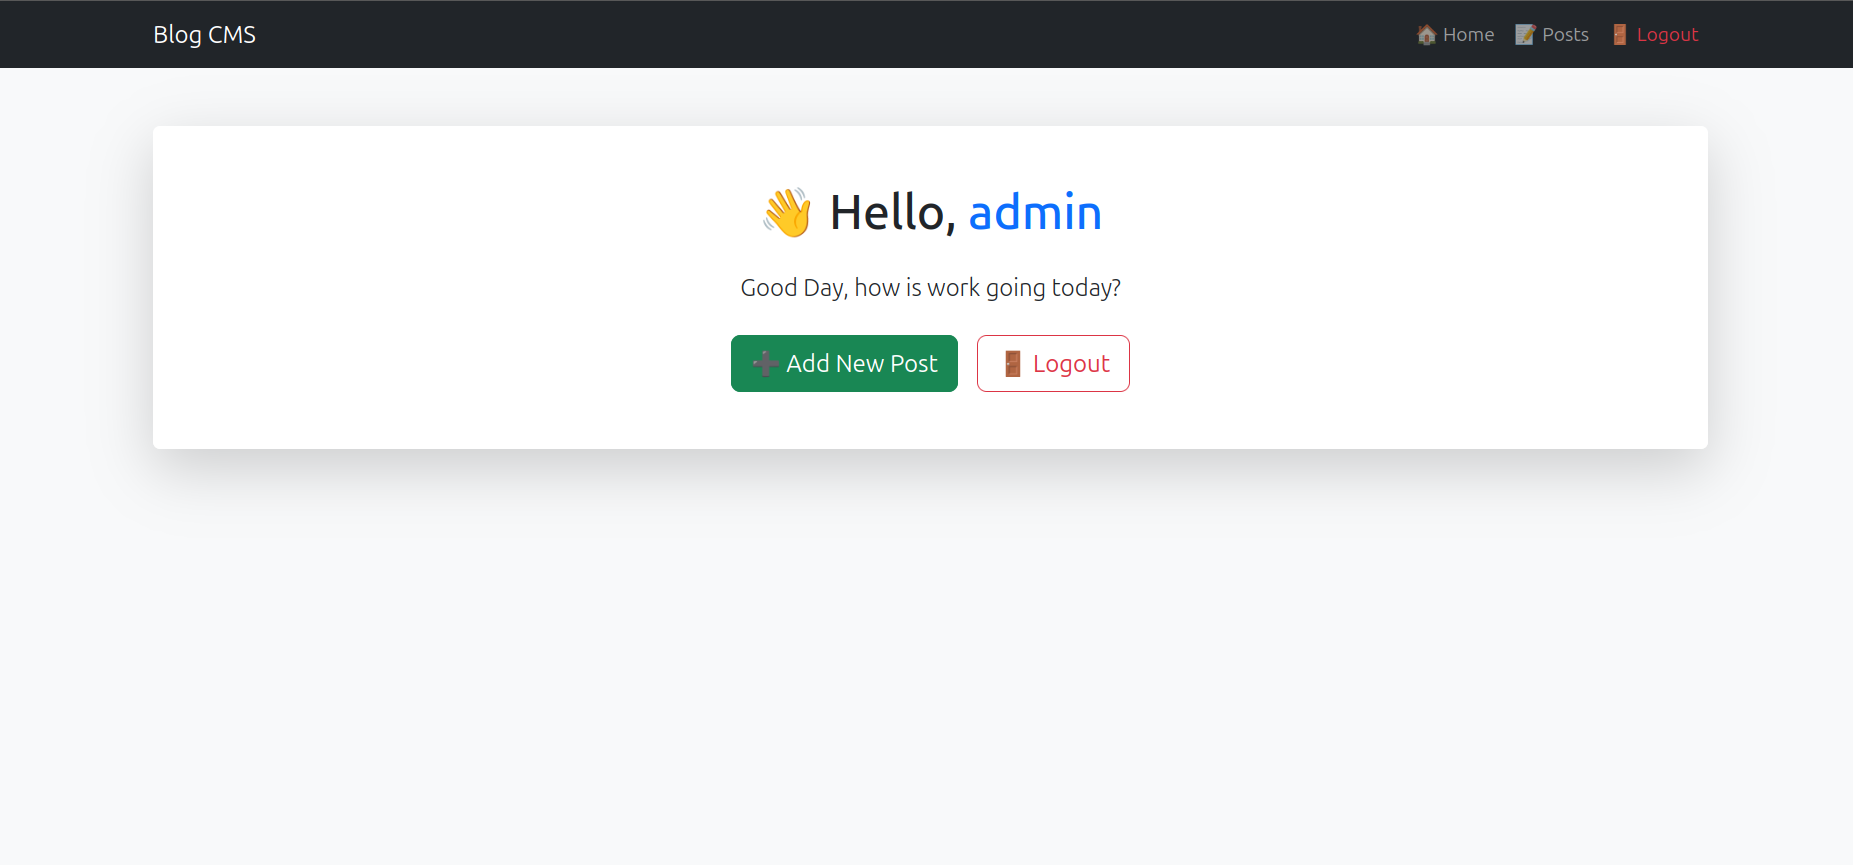 Blog CMS
🏠 Home 📝 Posts 🚪 Logout
👋 Hello, admin
Good Day, how is work going today?
➕ Add New Post 🚪 Logout